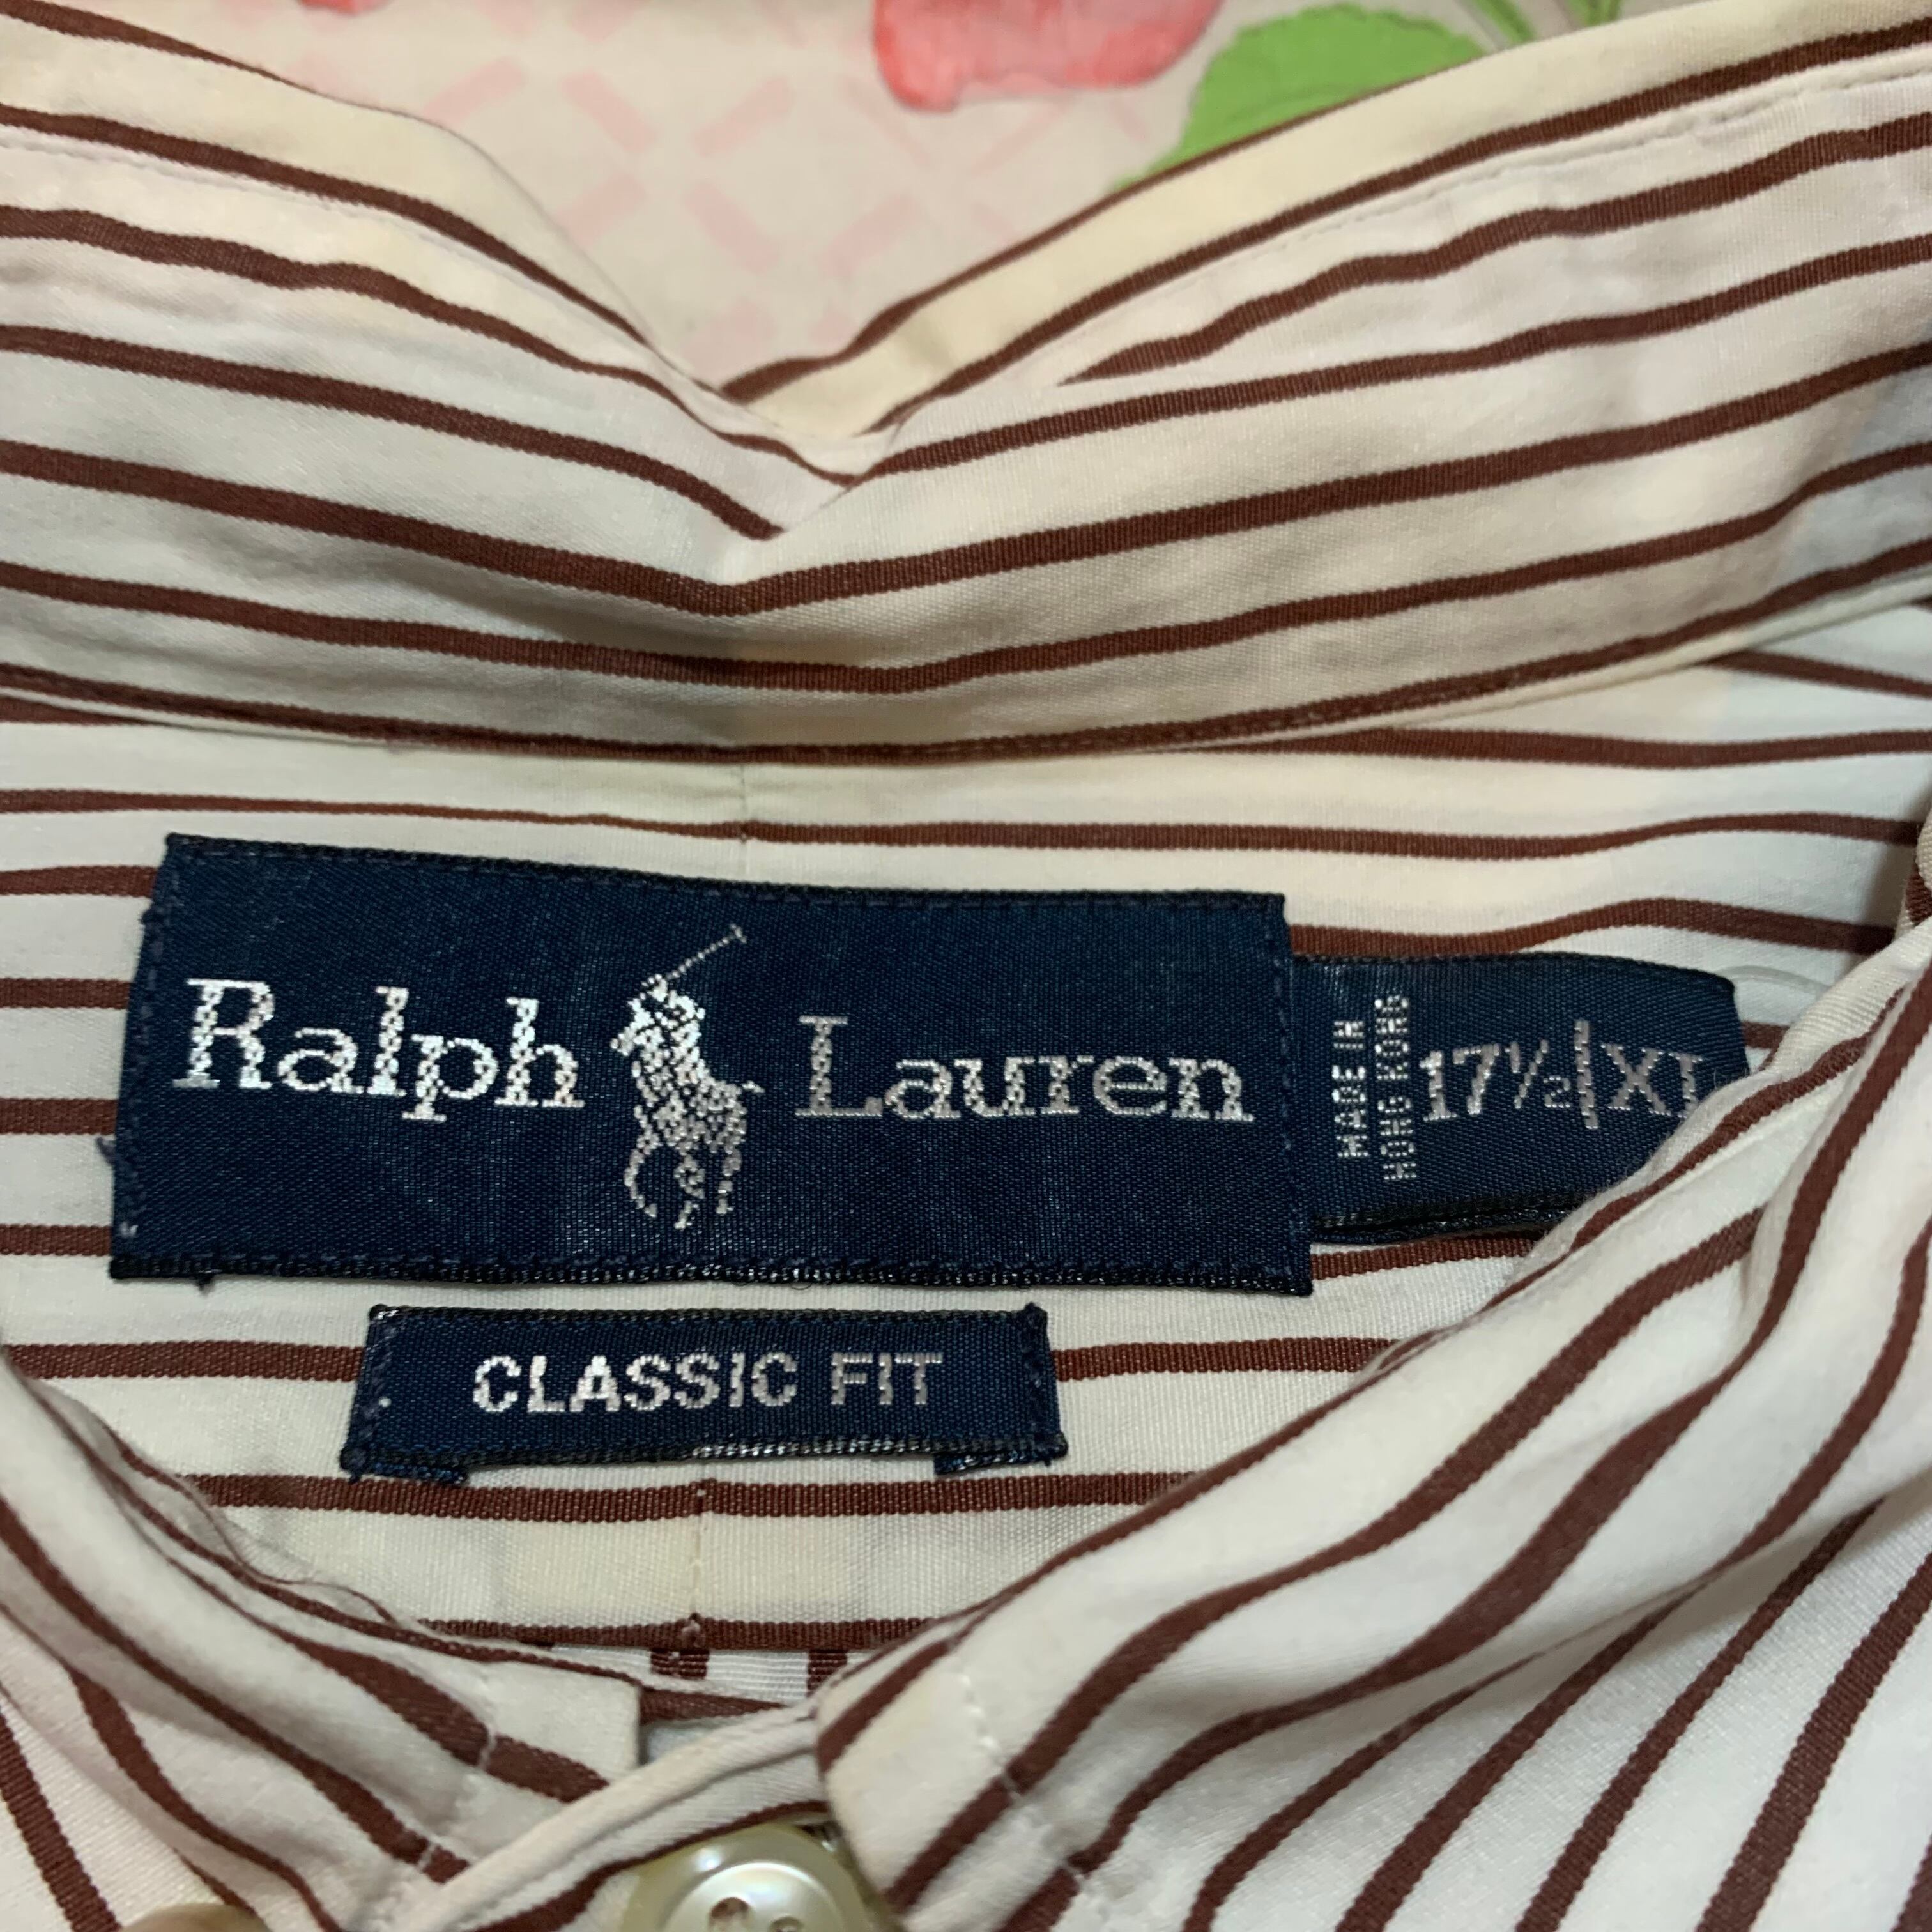 Ralph Lauren
MADE IN
HONG KONG
17½|XL
CLASSIC FIT